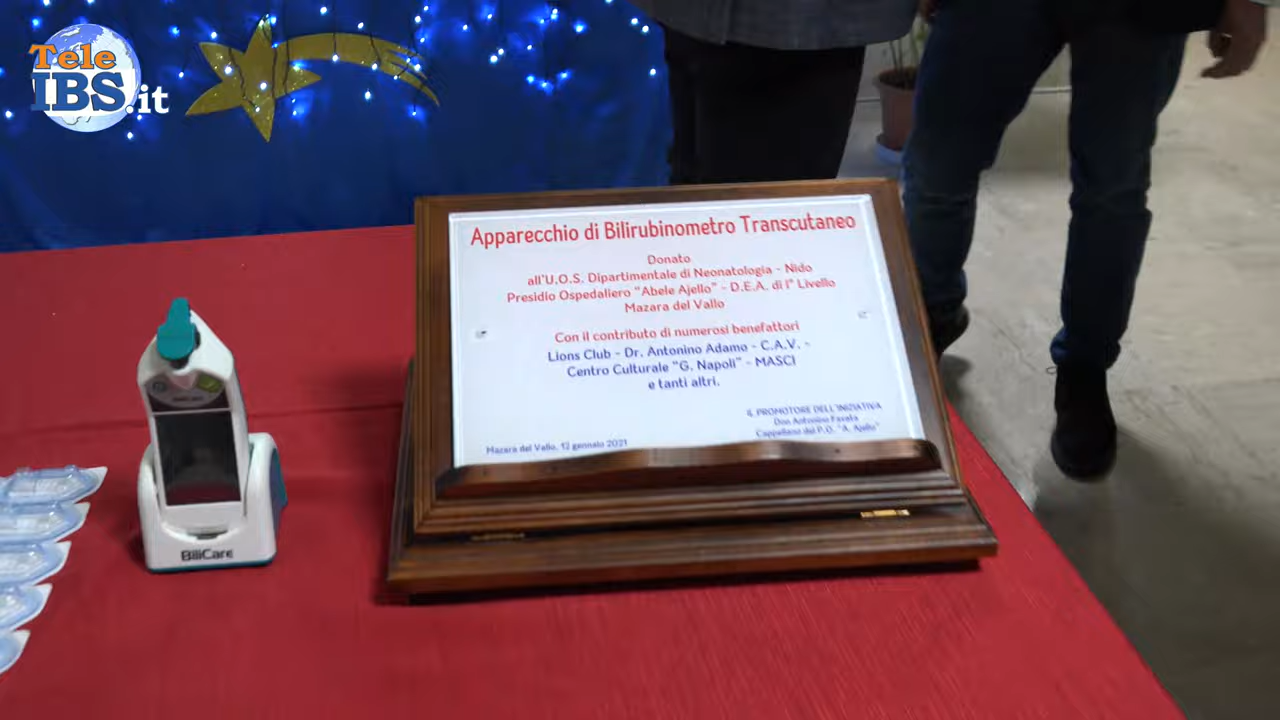 Tele
IBS.it
Apparecchio di Bilirubinometro Transcutaneo
Donato
all'U.O.S. Dipartimentale di Neonatologia - Nido
Presidio Ospedaliero "Abele Ajello" - D.E.A. di I° Livello
Mazara del Vallo
Con il contributo di numerosi benefattori
Lions Club - Dr. Antonino Adamo - C.A.V. -
Centro Culturale "G. Napoli" - MASCI
e tanti altri.
IL PROMOTORE DELL'INIZIATIVA
Don Antonino Favata
Cappellano del P.O. "A. Ajello"
Mazara del Vallo, 12 gennaio 2021
BiliCare